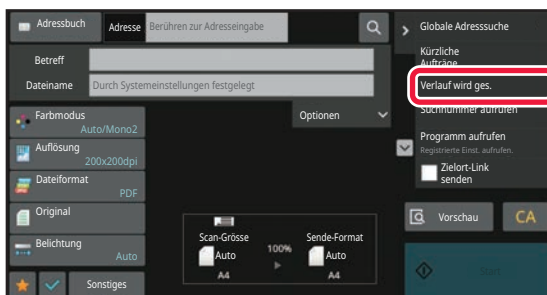 Adressbuch
Adresse
Berühren zur Adresseingabe
Betreff
Dateiname
Durch Systemeinstellungen festgelegt
Farbmodus
Auto/Mono2
Auflösung
200x200dpi
Dateiformat
PDF
Original
Belichtung
Auto
Sonstiges
Optionen
Scan-Grösse
Auto
A4
100%
Sende-Format
Auto
A4
Globale Adresssuche
Kürzliche
Aufträge
Verlauf wird ges.
Suchnummer aufrufen
Programm aufrufen
Registrierte Einst. aufrufen.
Zielort-Link
senden
Vorschau
CA
Start